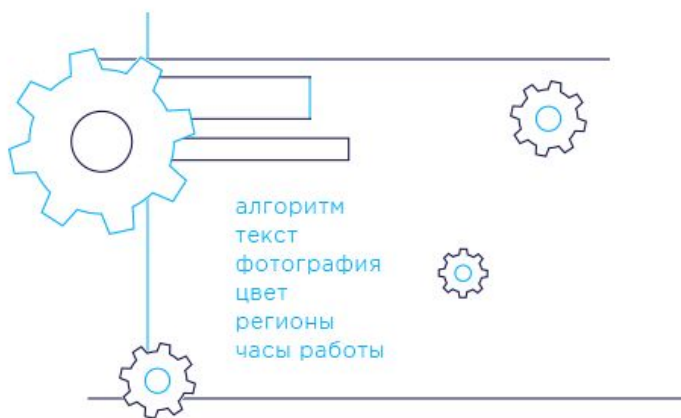 алгоритм
текст
фотография
цвет
регионы
часы работы